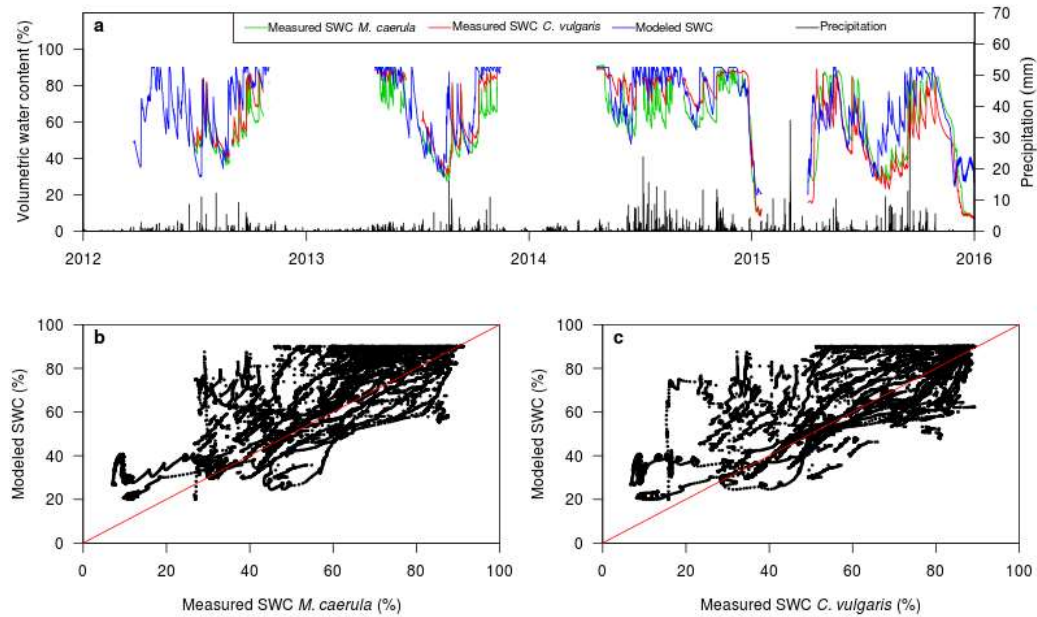 a
Measured SWC M. caerula
Measured SWC C. vulgaris
Modeled SWC
Precipitation
Volumetric water content (%)
100
80
60
40
20
0
70
60
50
40
30
20
10
0
Precipitation (mm)
2012 2013 2014 2015 2016
b
Modeled SWC (%)
100
80
60
40
20
0
0 20 40 60 80 100
Measured SWC M. caerula (%)
c
Modeled SWC (%)
100
80
60
40
20
0
0 20 40 60 80 100
Measured SWC C. vulgaris (%)